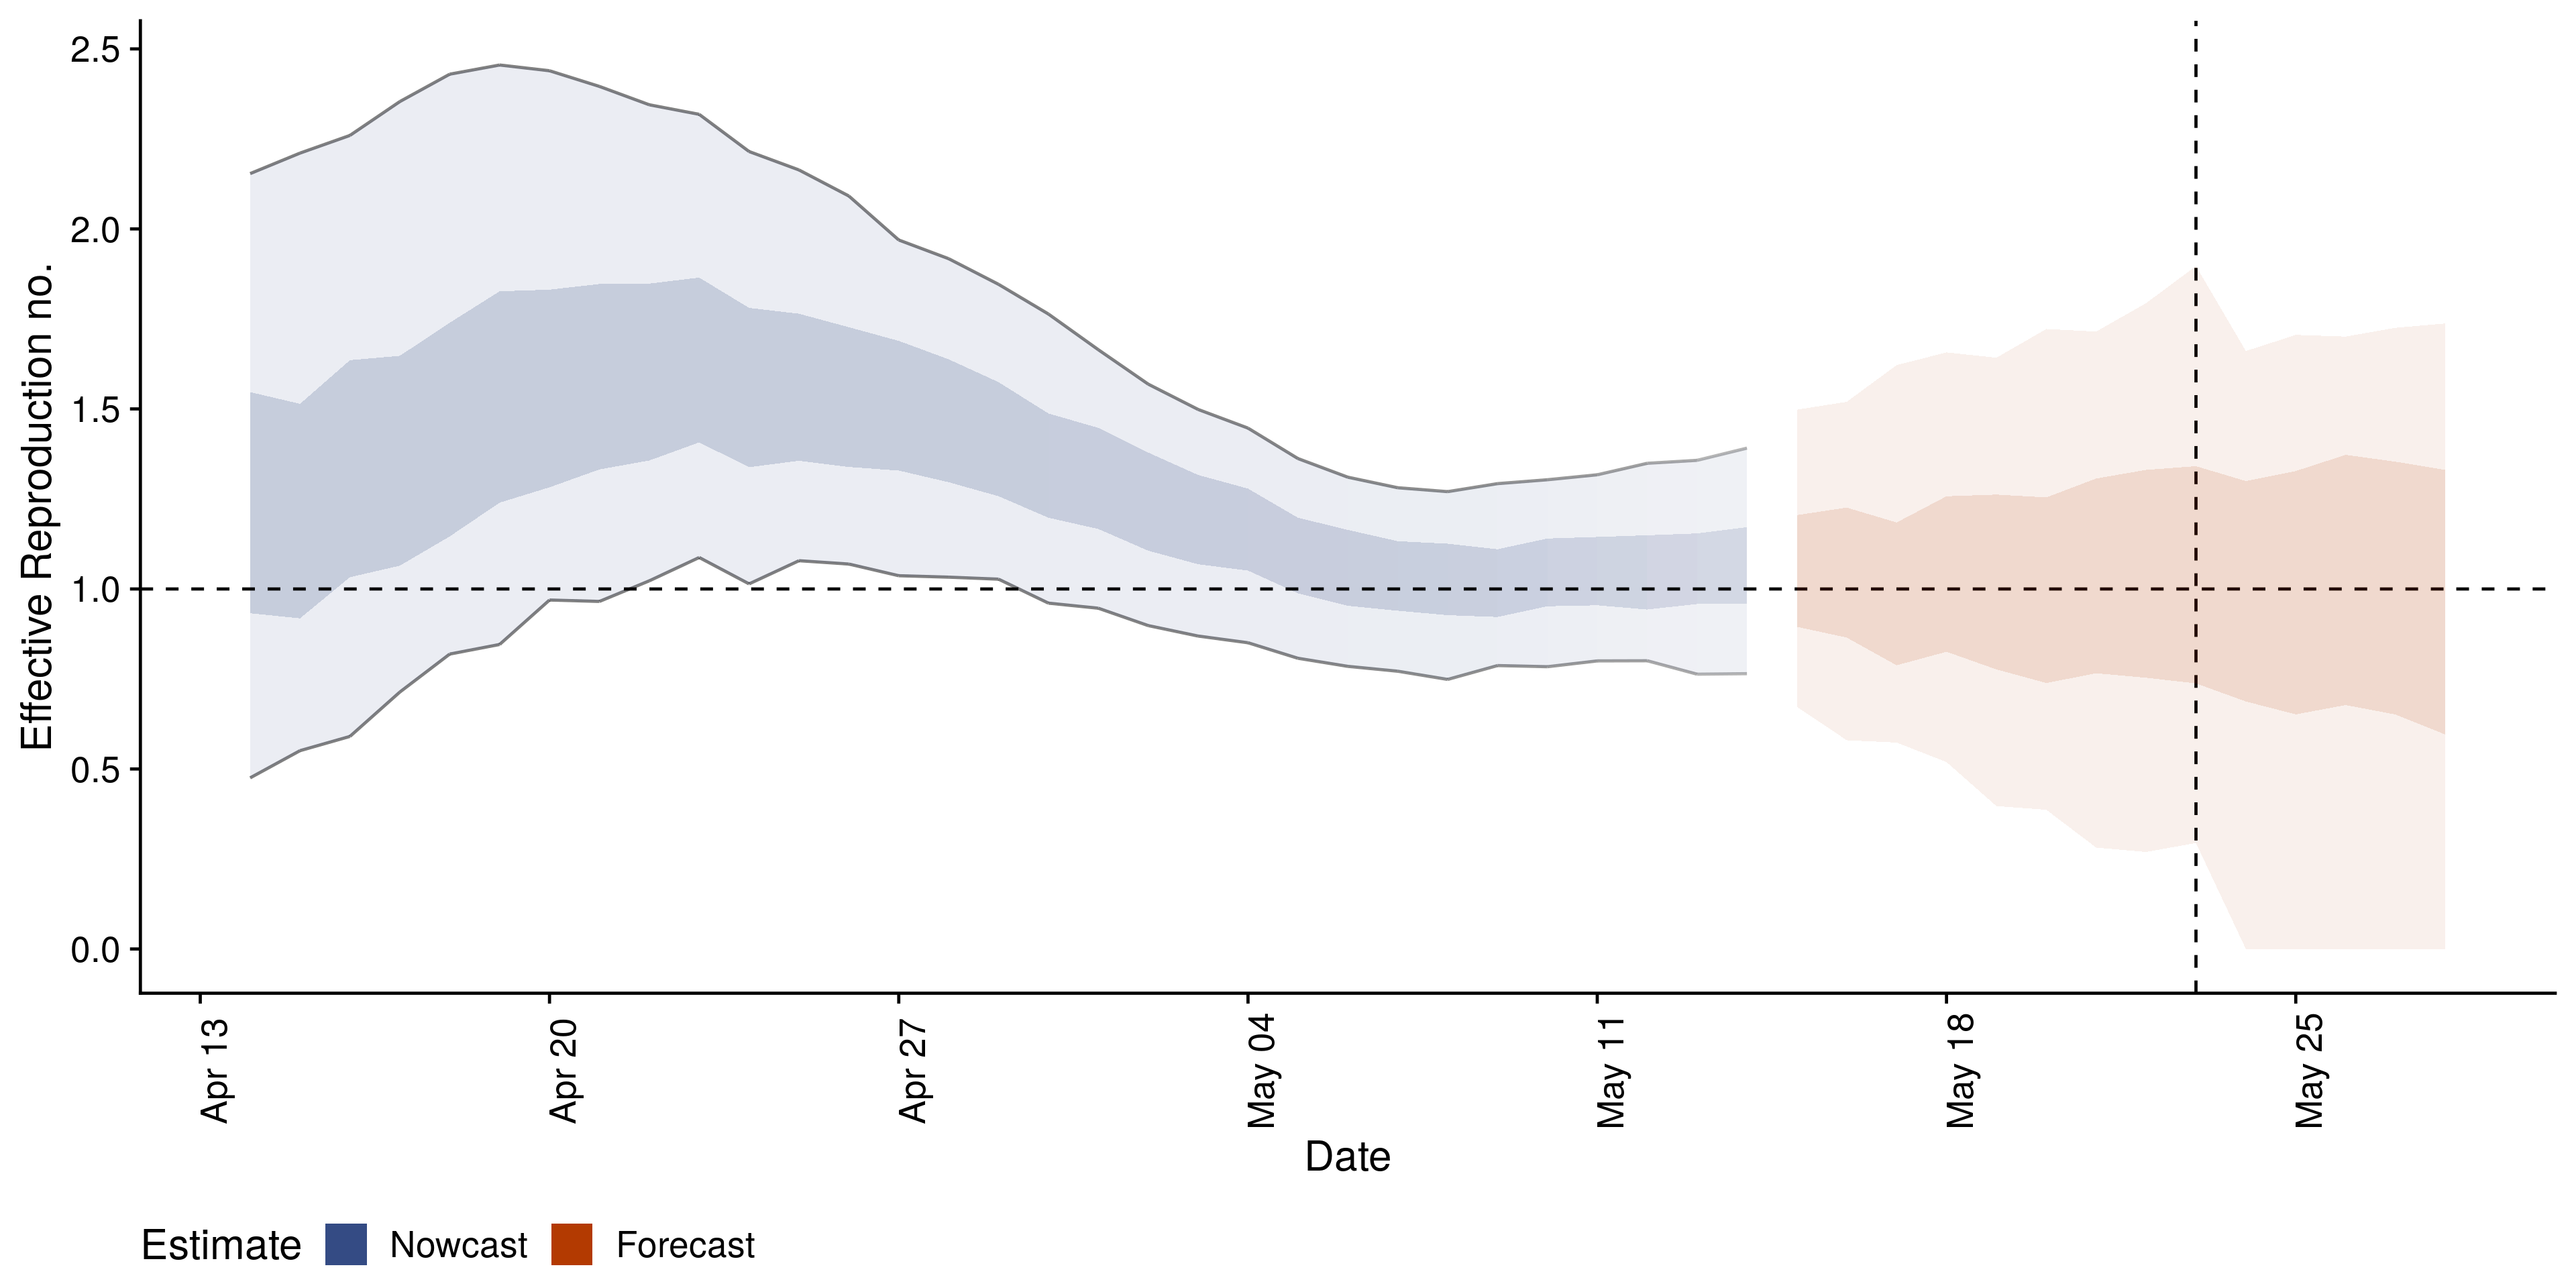 Effective Reproduction no.
2.5
2.0
1.5
1.0
0.5
0.0
Apr 13
Apr 20
Apr 27
May 04
May 11
May 18
May 25
Date
Estimate Nowcast Forecast